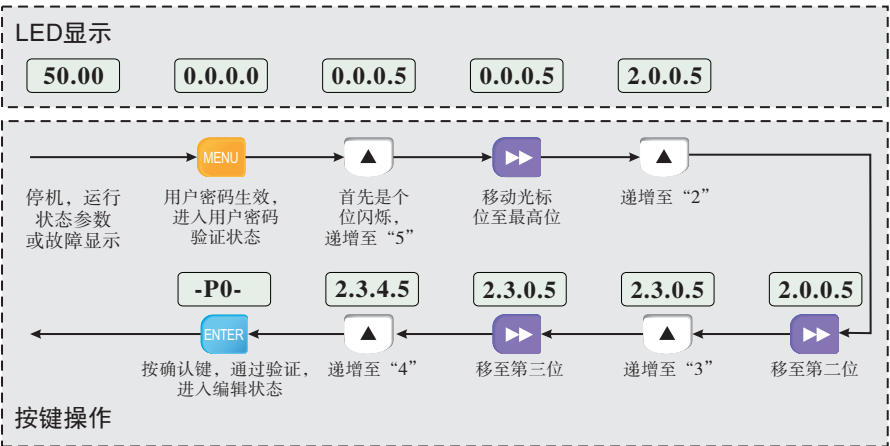 LED显示
50.00 0.0.0.0 0.0.0.5 0.0.0.5 2.0.0.5
MENU
停机，运行
状态参数
或故障显示
用户密码生效，
进入用户密码
验证状态
首先是个
位闪烁，
递增至“5”
移动光标
位至最高位
递增至“2”
-P0- 2.3.4.5 2.3.0.5 2.3.0.5 2.0.0.5
ENTER
按确认键，通过验证，
进入编辑状态
递增至“4”
移至第三位
递增至“3”
移至第二位
按键操作